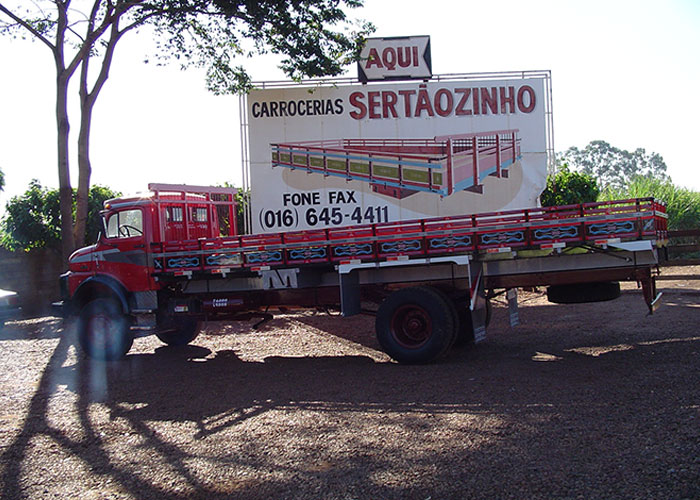 AQUI
CARROCERIAS SERTÃOZINHO
FONE FAX
(016) 645-4411